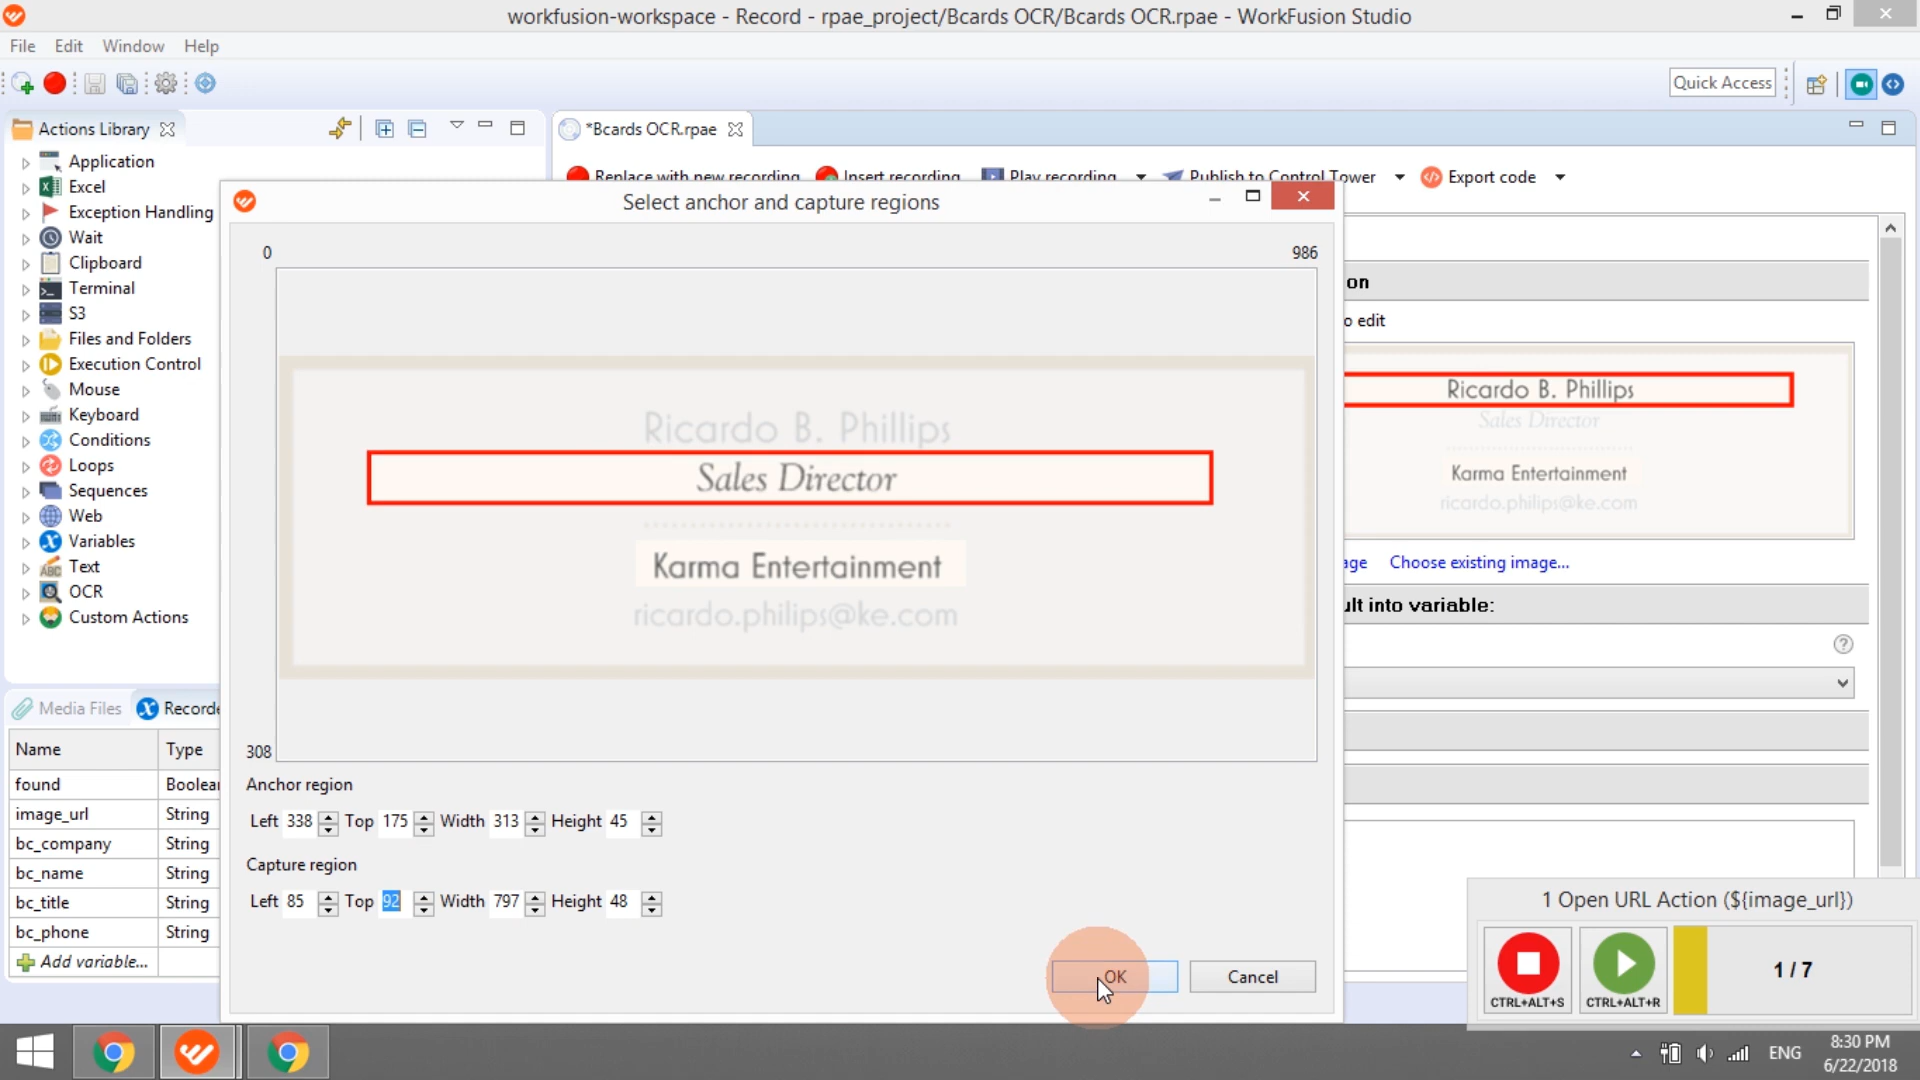 workfusion-workspace - Record - rpae_project/Bcards OCR/Bcards OCR.rpae - WorkFusion Studio
File Edit Window Help
Quick Access
Actions Library
*Bcards OCR.rpae
Application
Excel
Exception Handling
Wait
Clipboard
Terminal
S3
Files and Folders
Execution Control
Mouse
Keyboard
Conditions
Loops
Sequences
Web
Variables
Text
OCR
Custom Actions
Replace with new recording Insert recording Play recording Publish to Control Tower Export code
Select anchor and capture regions
0 986
Ricardo B. Phillips
Sales Director
Karma Entertainment
ricardo.philips@ke.com
308
Anchor region
Left 338 Top 175 Width 313 Height 45
Capture region
Left 85 Top 92 Width 797 Height 48
OK Cancel
on
o edit
Ricardo B. Phillips
Sales Director
Karma Entertainment
ricardo.philips@ke.com
age Choose existing image...
ult into variable:
Media Files Recorde
Name Type
found Boolea
image_url String
bc_company String
bc_name String
bc_title String
bc_phone String
Add variable...
1 Open URL Action (${image_url})
CTRL+ALT+S CTRL+ALT+R 1 / 7
ENG
8:30 PM
6/22/2018